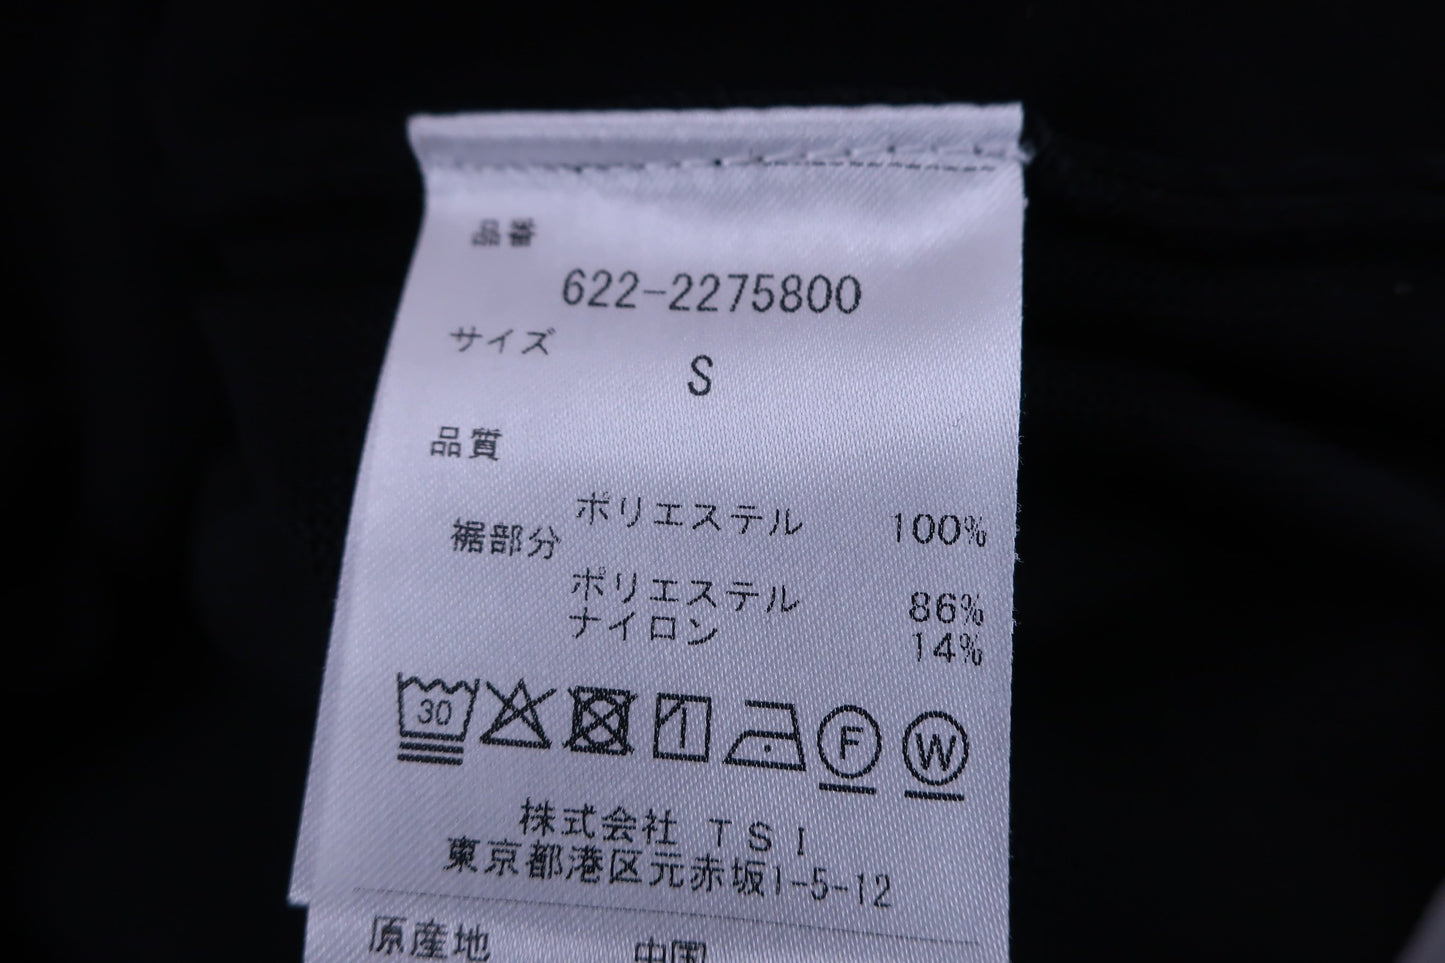 品番
622-2275800
サイズ
S
品質
ポリエステル 100%
裾部分
ポリエステル 86%
ナイロン 14%
30 F W
株式会社 TSI
東京都港区元赤坂1-5-12
原産地 中国